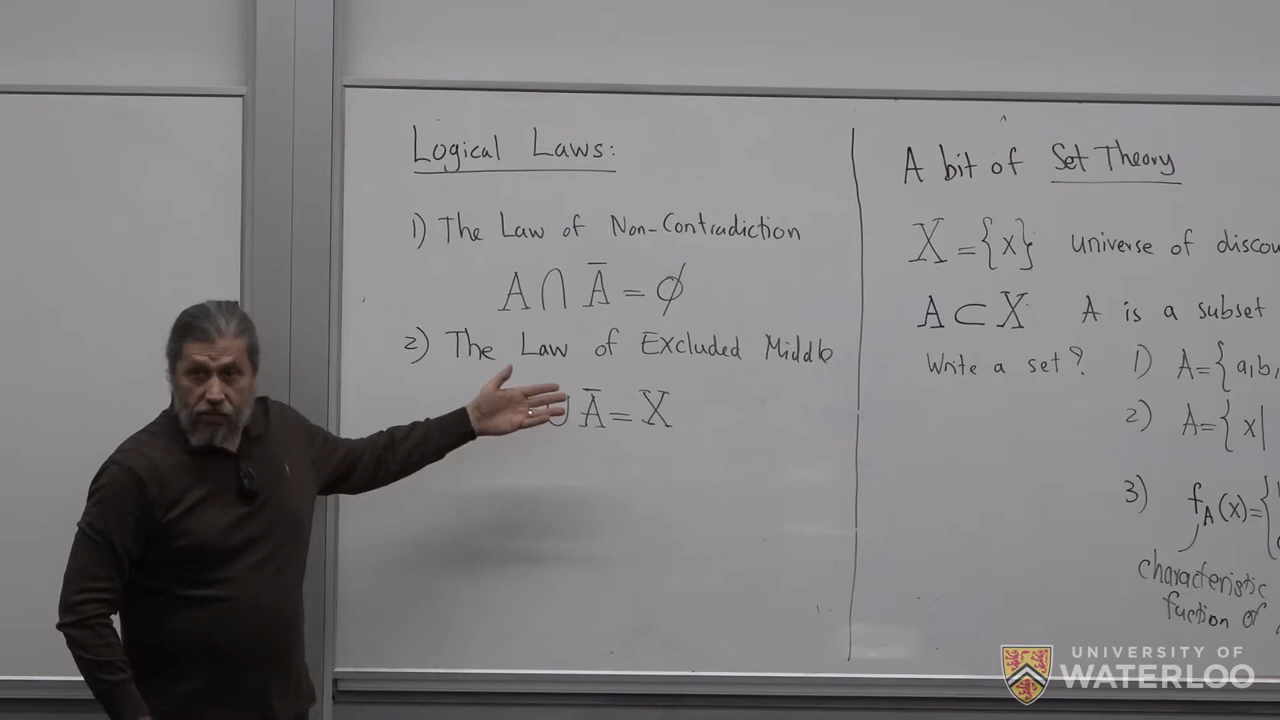 Logical Laws:
1) The Law of Non-Contradiction
A ∩ Ā = ϕ
2) The Law of Excluded Middle
∪ Ā = X
A bit of Set Theory
X = {x} universe of
A ⊂ X A is a subset
Write a set? 1) A={a,b,
2) A={x|
3) f_A(x)={
characteristic
fuction of
UNIVERSITY OF
WATERLOO